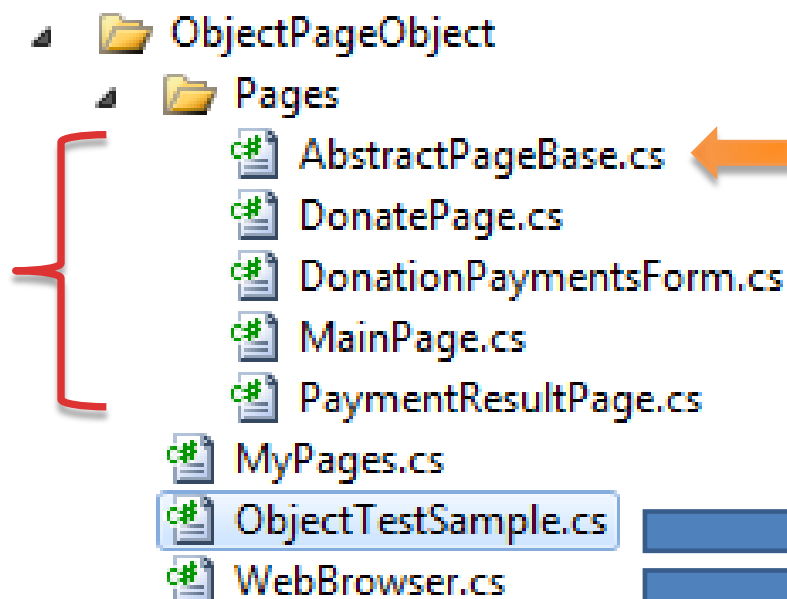 ObjectPageObject
Pages
C# AbstractPageBase.cs
C# DonatePage.cs
C# DonationPaymentsForm.cs
C# MainPage.cs
C# PaymentResultPage.cs
C# MyPages.cs
C# ObjectTestSample.cs
C# WebBrowser.cs